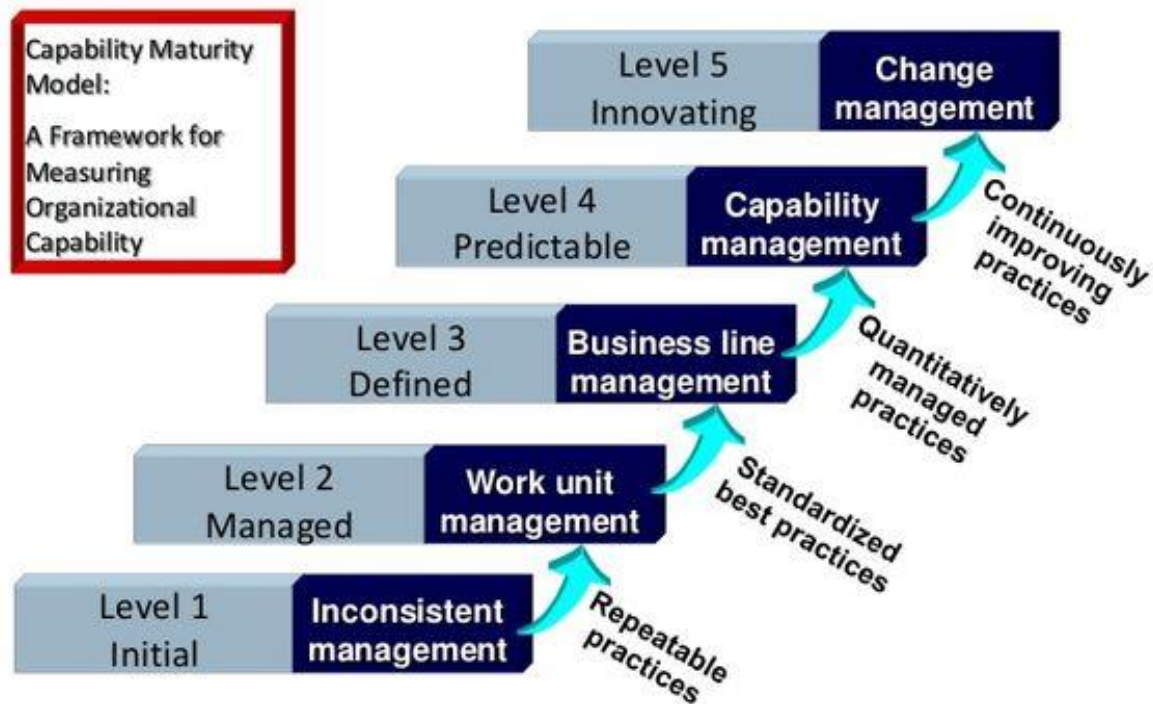 Capability Maturity
Model:
A Framework for
Measuring
Organizational
Capability
Level 5
Innovating
Change
management
Continuously
improving
practices
Level 4
Predictable
Capability
management
Quantitatively
managed
practices
Level 3
Defined
Business line
management
Standardized
best practices
Level 2
Managed
Work unit
management
Repeatable
practices
Level 1
Initial
Inconsistent
management